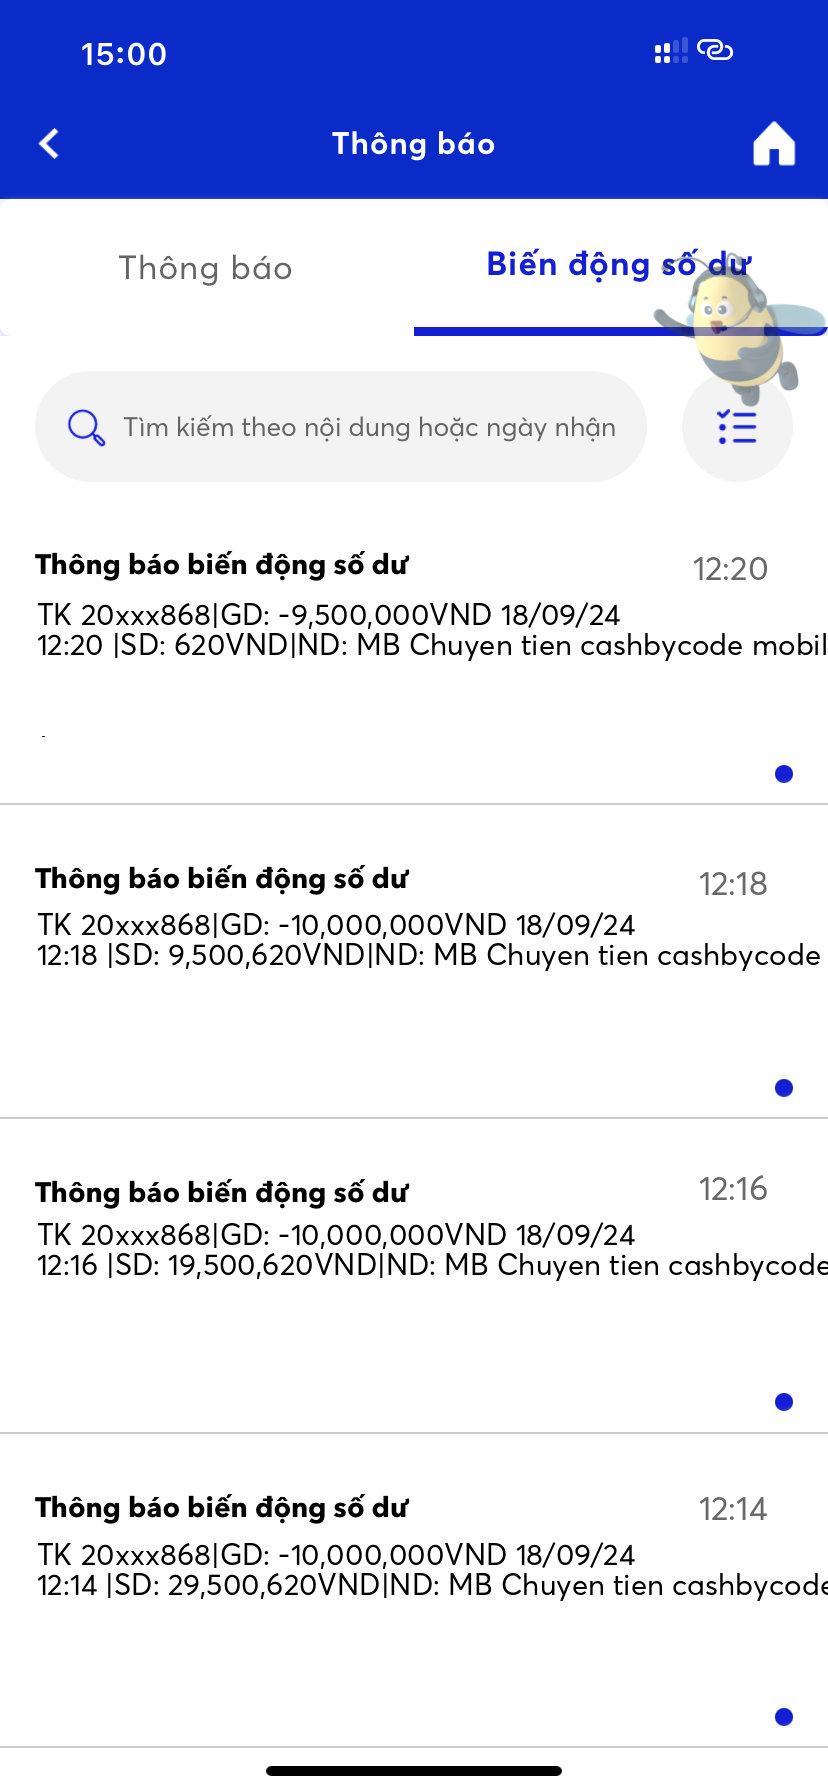 15:00
Thông báo
Thông báo
Biến động số dư
Tìm kiếm theo nội dung hoặc ngày nhận
Thông báo biến động số dư
12:20
TK 20xxx868|GD: -9,500,000VND 18/09/24
12:20 |SD: 620VND|ND: MB Chuyen tien cashbycode mobil
Thông báo biến động số dư
12:18
TK 20xxx868|GD: -10,000,000VND 18/09/24
12:18 |SD: 9,500,620VND|ND: MB Chuyen tien cashbycode
Thông báo biến động số dư
12:16
TK 20xxx868|GD: -10,000,000VND 18/09/24
12:16 |SD: 19,500,620VND|ND: MB Chuyen tien cashbycode
Thông báo biến động số dư
12:14
TK 20xxx868|GD: -10,000,000VND 18/09/24
12:14 |SD: 29,500,620VND|ND: MB Chuyen tien cashbycode